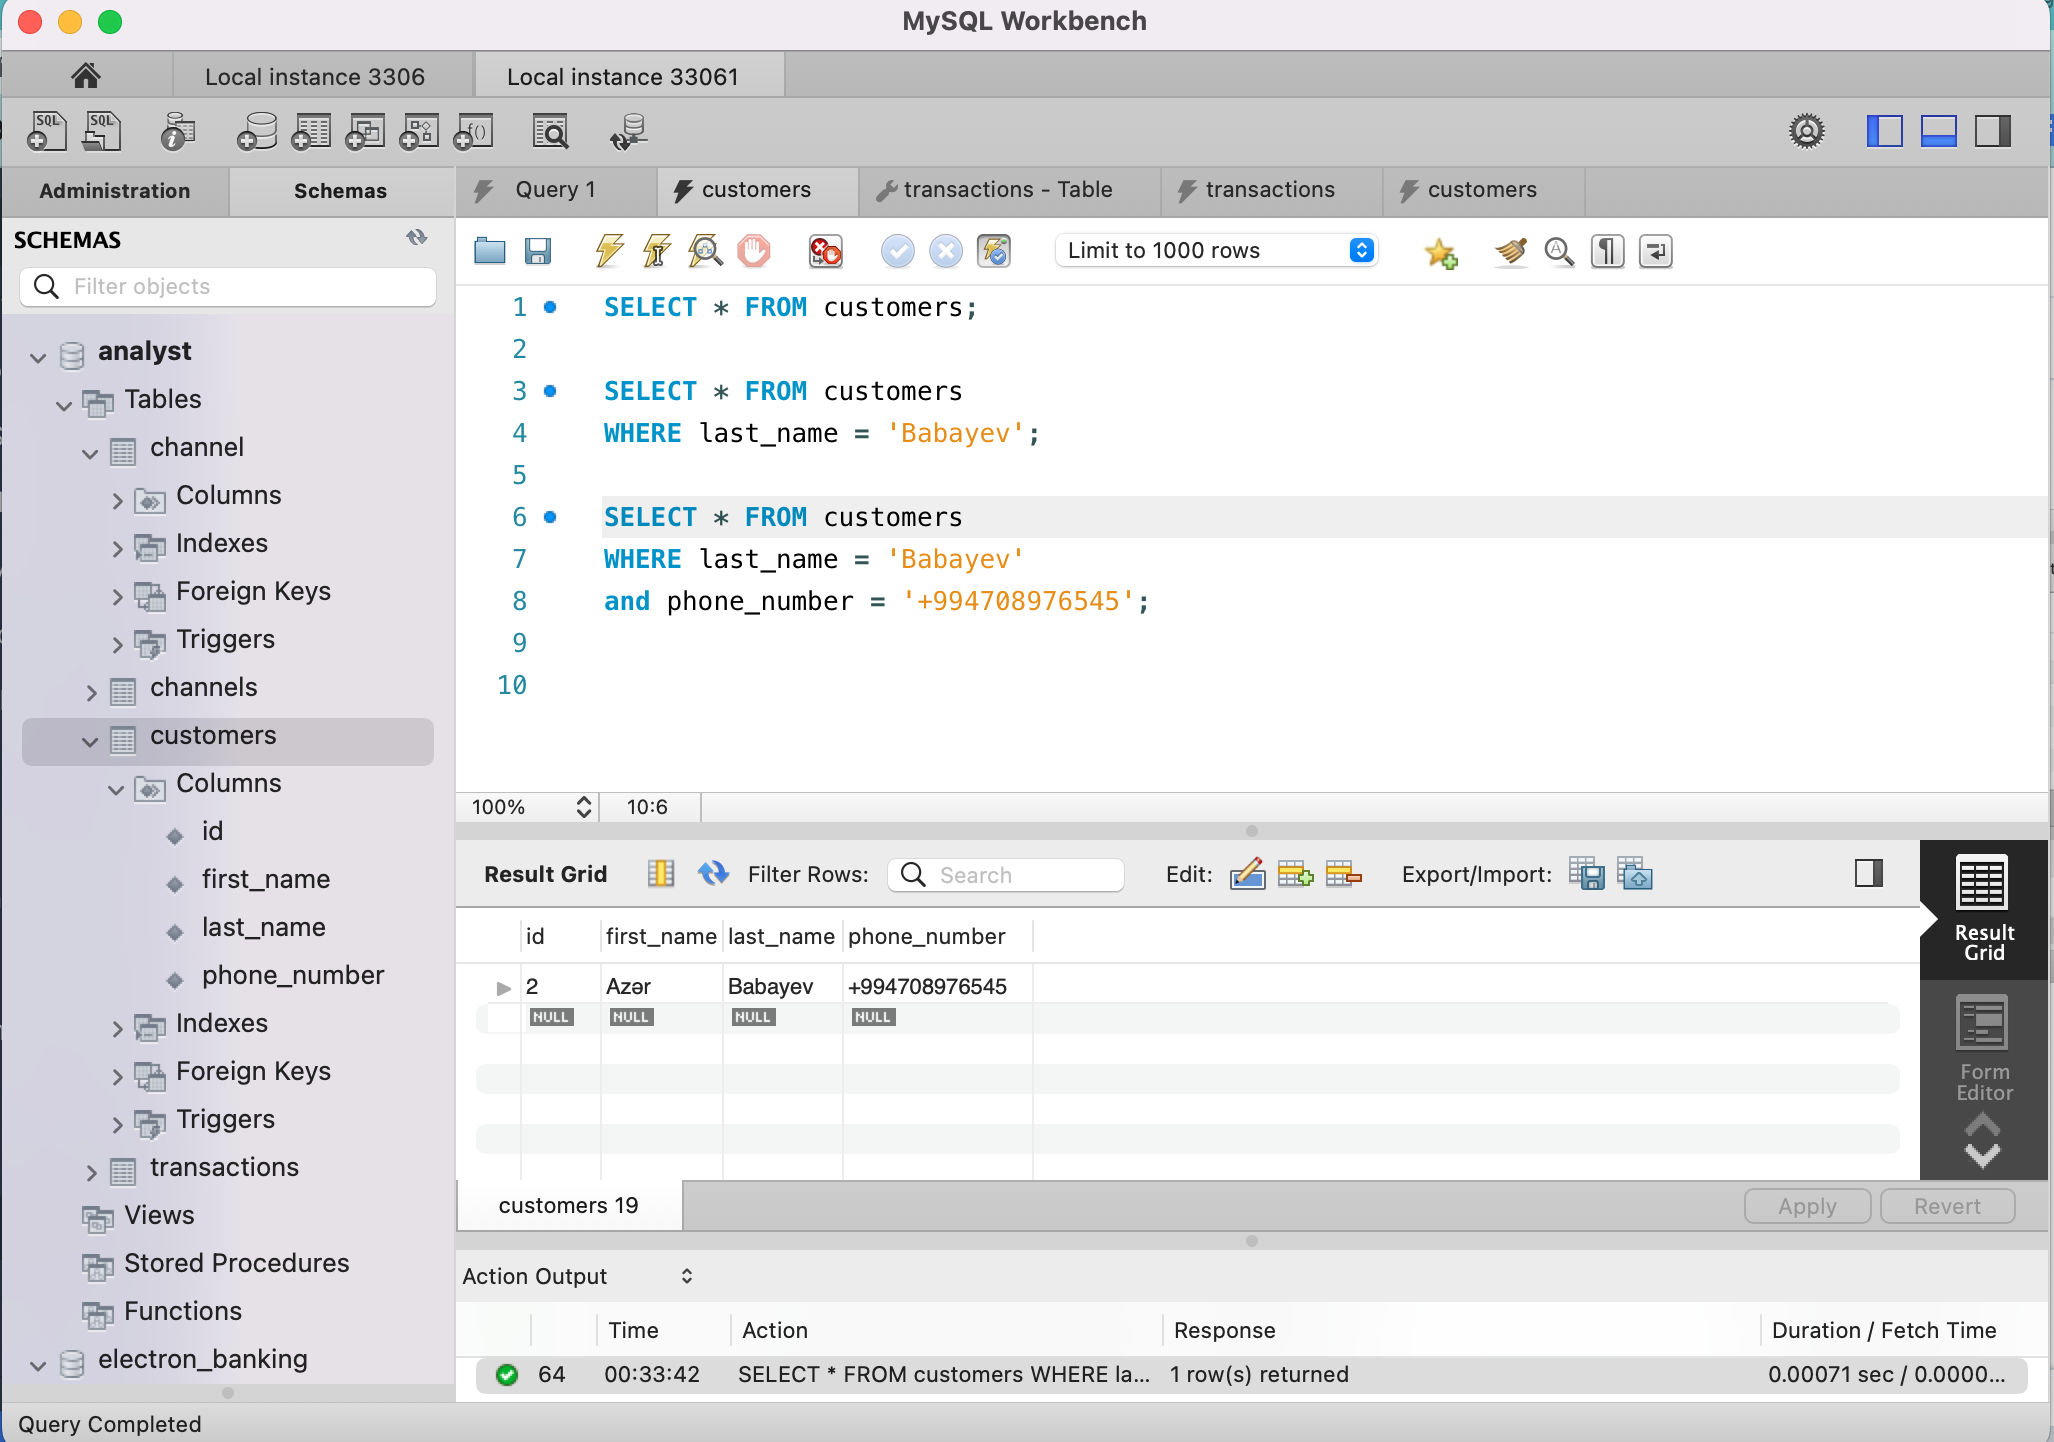 MySQL Workbench
Local instance 3306
Local instance 33061
Administration
Schemas
Query 1
customers
transactions - Table
transactions
customers
SCHEMAS
Filter objects
Limit to 1000 rows
analyst
Tables
channel
Columns
Indexes
Foreign Keys
Triggers
channels
customers
Columns
id
first_name
last_name
phone_number
Indexes
Foreign Keys
Triggers
transactions
Views
Stored Procedures
Functions
electron_banking
1 SELECT * FROM customers;
2
3 SELECT * FROM customers
4 WHERE last_name = 'Babayev';
5
6 SELECT * FROM customers
7 WHERE last_name = 'Babayev'
8 and phone_number = '+994708976545';
9
10
100% 10:6
Result Grid Filter Rows: Search Edit: Export/Import:
id first_name last_name phone_number
2 Azər Babayev +994708976545
NULL NULL NULL NULL
Result
Grid
Form
Editor
customers 19
Apply Revert
Action Output
Time Action Response Duration / Fetch Time
64 00:33:42 SELECT * FROM customers WHERE la... 1 row(s) returned 0.00071 sec / 0.0000...
Query Completed